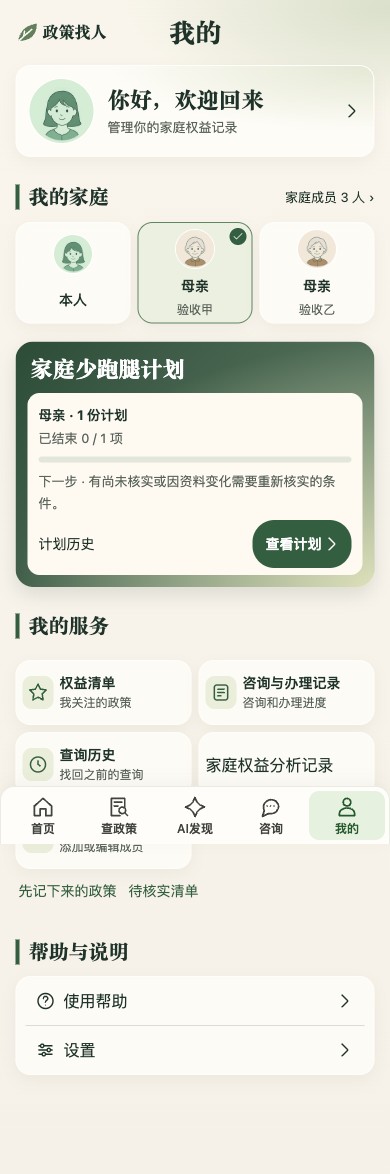 政策找人
我的
你好，欢迎回来
管理你的家庭权益记录
我的家庭
家庭成员 3 人 ›
本人
母亲
验收甲
母亲
验收乙
家庭少跑腿计划
母亲 · 1 份计划
已结束 0 / 1 项
下一步 · 有尚未核实或因资料变化需要重新核实的条
件。
计划历史
查看计划
我的服务
权益清单
我关注的政策
咨询与办理记录
咨询和办理进度
查询历史
找回之前的查询
家庭权益分析记录
首页
查政策
AI发现
咨询
我的
添加或编辑成员
先记下来的政策
待核实清单
帮助与说明
使用帮助
设置